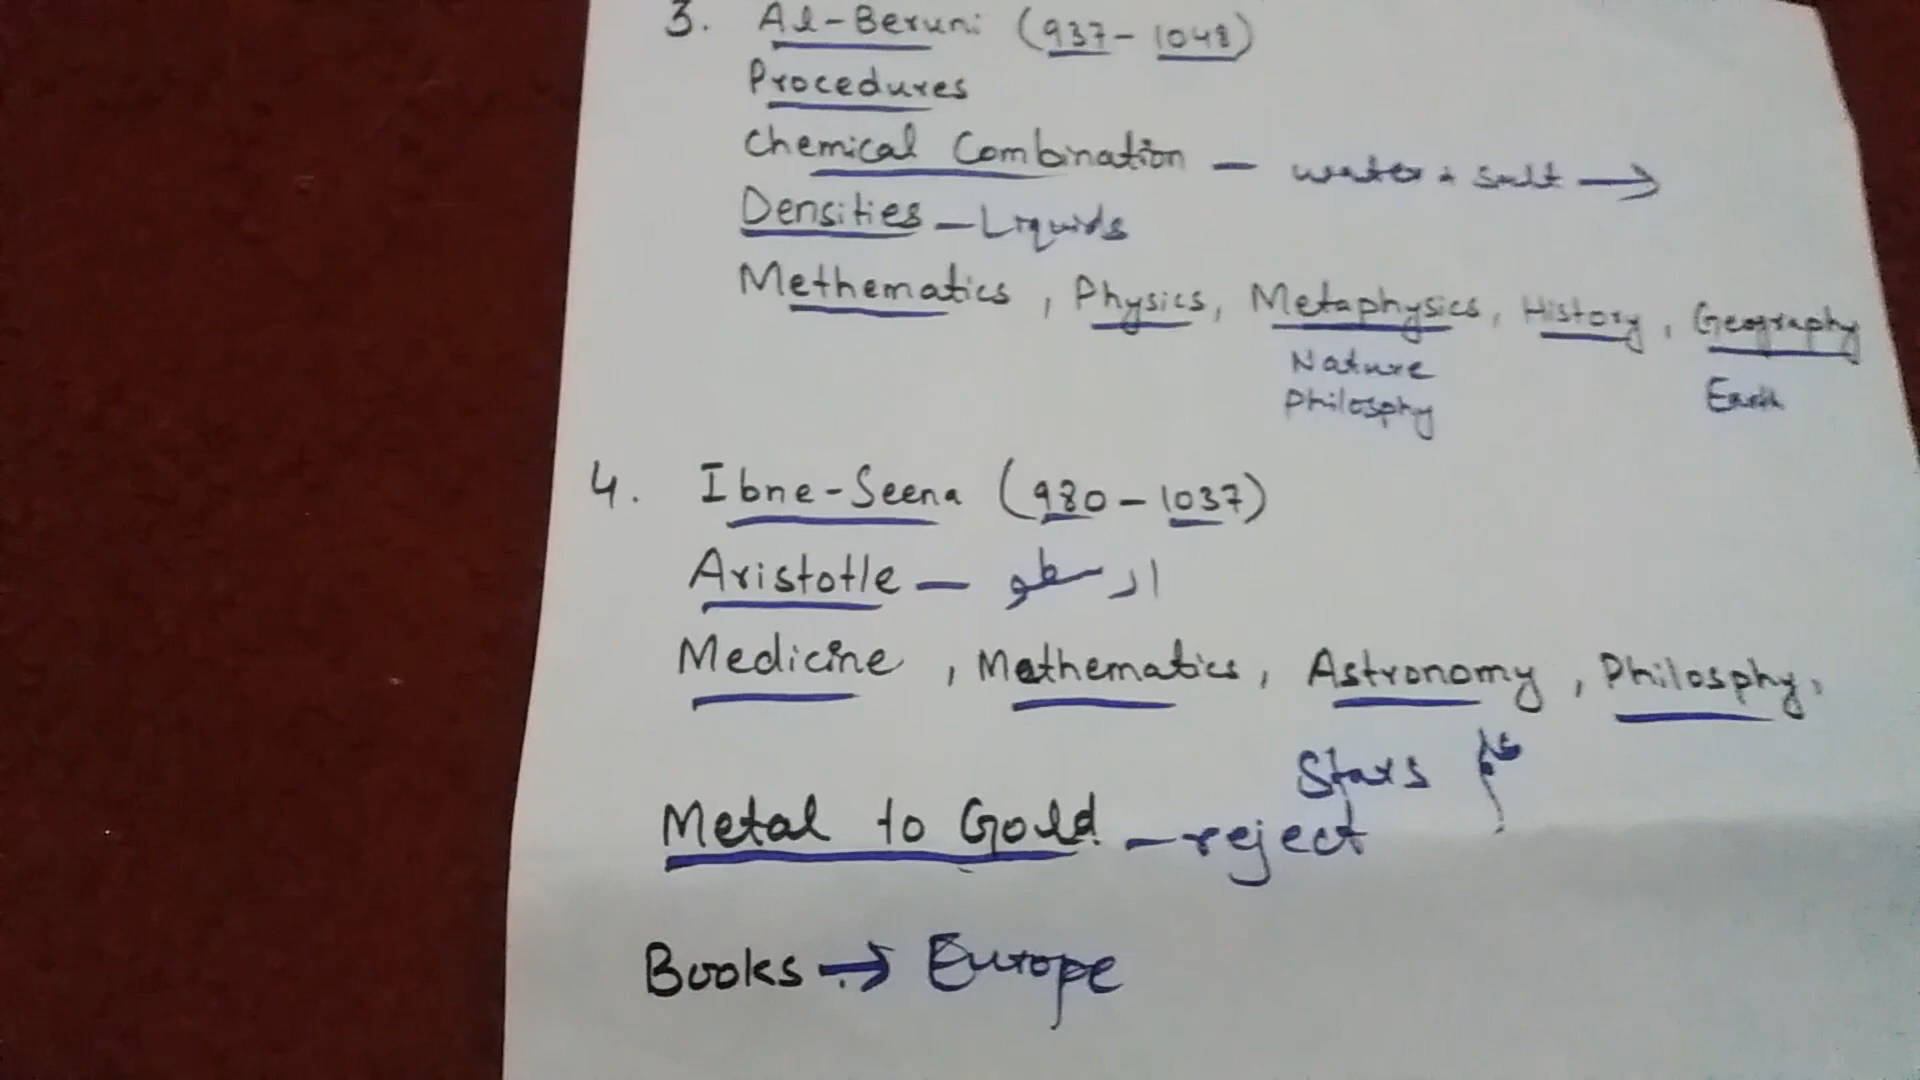 3. Al-Beruni (937-1048)
Procedures
Chemical Combination - water + salt →
Densities - Liquids
Methematics, Physics, Metaphysics, History, Geography
Nature Earth
Philosphy
4. Ibne-Seena (980-1037)
Aristotle - ارسطو
Medicine, Mathematics, Astronomy, Philosphy,
Stars
Metal to Gold - reject
Books → Europe